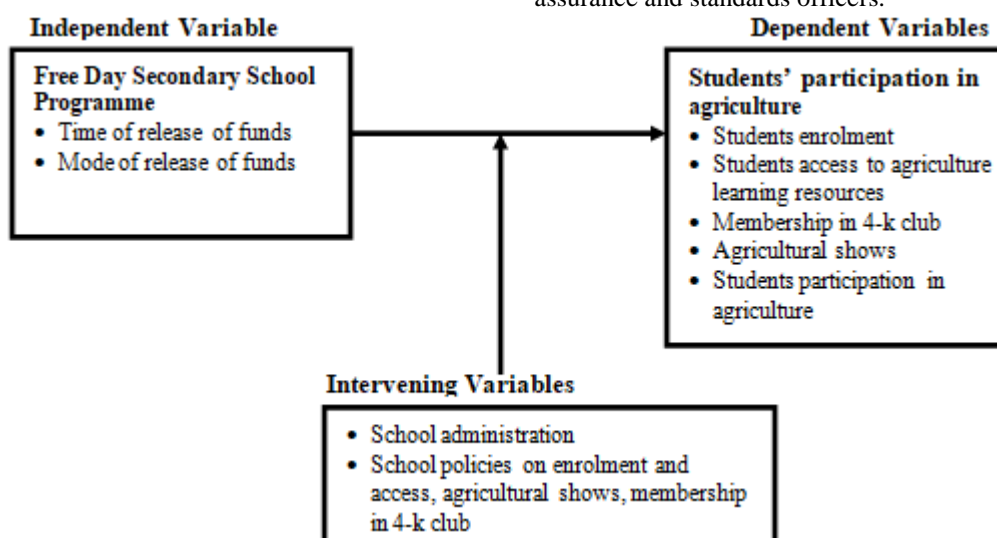 assurance and standards officers.
Independent Variable
Free Day Secondary School
Programme
• Time of release of funds
• Mode of release of funds
Dependent Variables
Students' participation in
agriculture
• Students enrolment
• Students access to agriculture
learning resources
• Membership in 4-k club
• Agricultural shows
• Students participation in
agriculture
Intervening Variables
• School administration
• School policies on enrolment and
access, agricultural shows, membership
in 4-k club